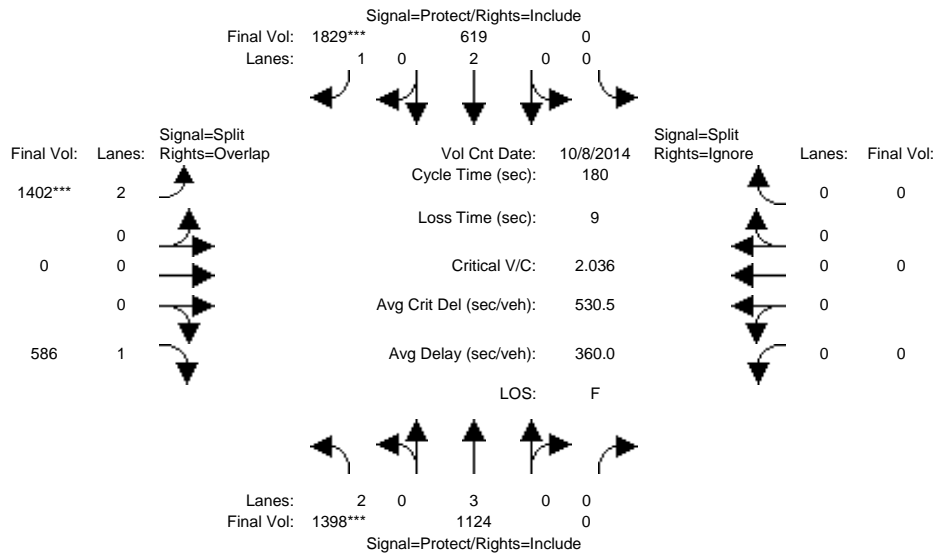 Signal=Protect/Rights=Include
Final Vol: 1829*** 619 0
Lanes: 1 0 2 0 0
Signal=Split
Final Vol: Lanes: Rights=Overlap
Vol Cnt Date: 10/8/2014
Signal=Split
Rights=Ignore Lanes: Final Vol:
Cycle Time (sec): 180
1402*** 2
0 0
Loss Time (sec): 9
0
0
0 0
Critical V/C: 2.036
0 0
0
Avg Crit Del (sec/veh): 530.5
0
586 1
Avg Delay (sec/veh): 360.0
0 0
LOS: F
Lanes: 2 0 3 0 0
Final Vol: 1398*** 1124 0
Signal=Protect/Rights=Include